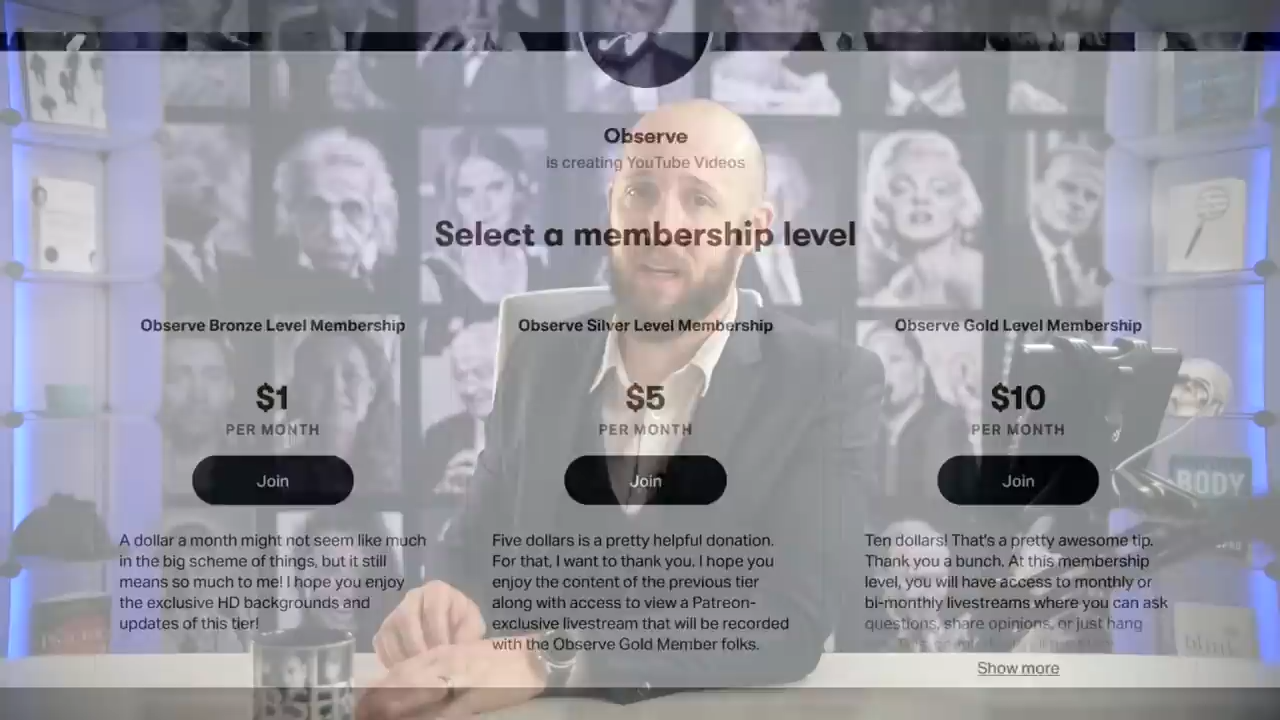 Observe
is creating YouTube Videos
Select a membership level
Observe Bronze Level Membership
Observe Silver Level Membership
Observe Gold Level Membership
$1
$5
$10
PER MONTH
PER MONTH
PER MONTH
Join
Join
Join
A dollar a month might not seem like much
in the big scheme of things, but it still
means so much to me! I hope you enjoy
the exclusive HD backgrounds and
updates of this tier!
Five dollars is a pretty helpful donation.
For that, I want to thank you. I hope you
enjoy the content of the previous tier
along with access to view a Patreon-
exclusive livestream that will be recorded
with the Observe Gold Member folks.
Ten dollars! That's a pretty awesome tip.
Thank you a bunch. At this membership
level, you will have access to monthly or
bi-monthly livestreams where you can ask
questions, share opinions, or just hang
Show more
BODY